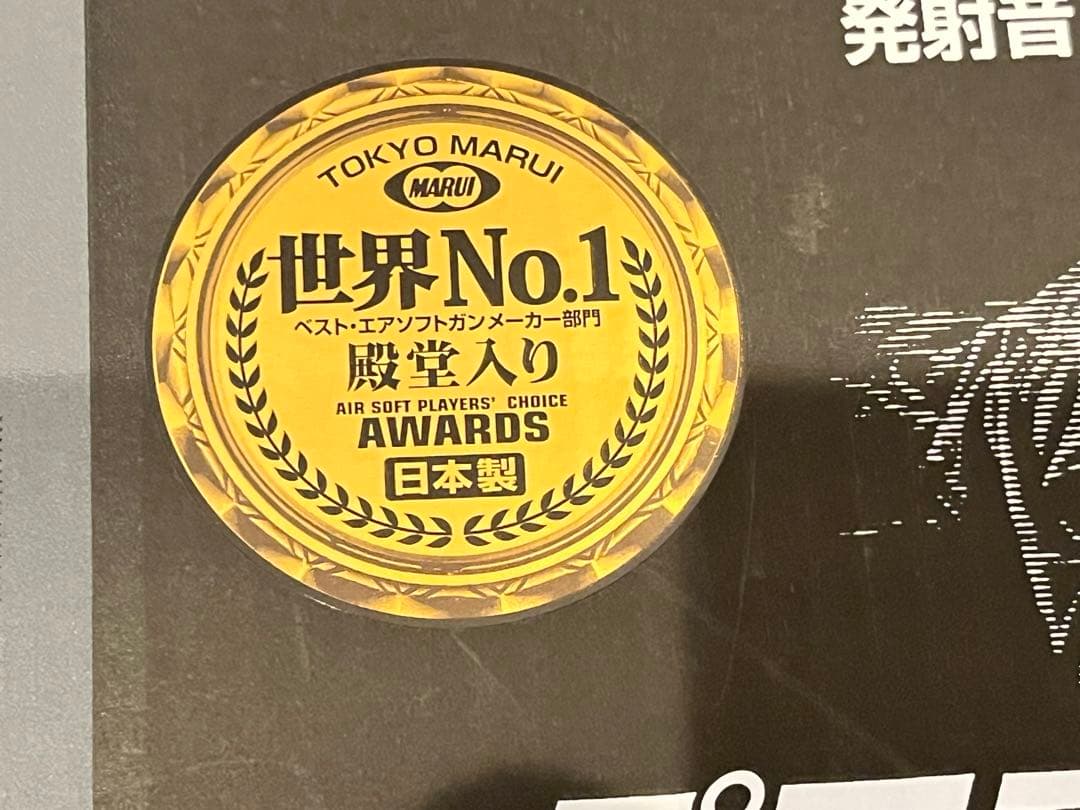 発射音
TOKYO MARUI
MARUI
世界No.1
ベスト・エアソフトガンメーカー部門
殿堂入り
AIR SOFT PLAYERS' CHOICE
AWARDS
日本製